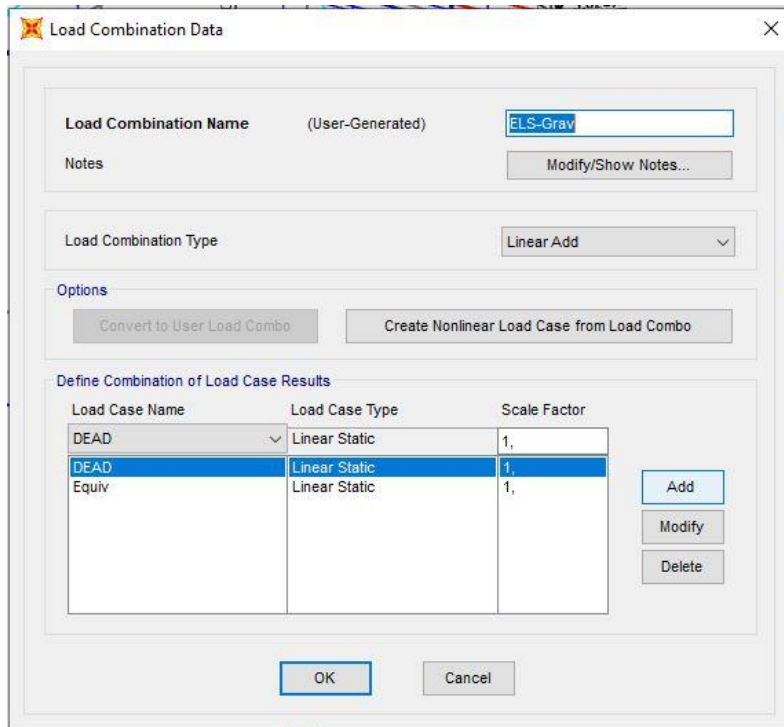 Load Combination Data
Load Combination Name (User-Generated) ELS-Grav
Notes Modify/Show Notes...
Load Combination Type Linear Add
Options
Convert to User Load Combo Create Nonlinear Load Case from Load Combo
Define Combination of Load Case Results
Load Case Name Load Case Type Scale Factor
DEAD Linear Static 1,
DEAD Linear Static 1,
Equiv Linear Static 1,
Add
Modify
Delete
OK Cancel